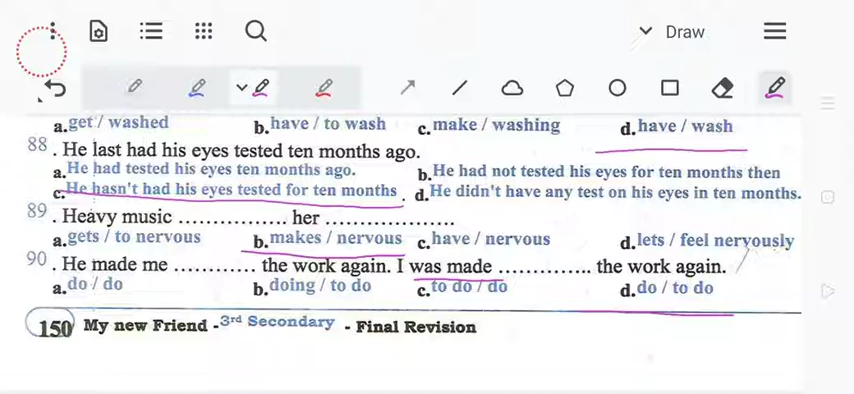 Draw
a.get / washed b.have / to wash c.make / washing d.have / wash
88 . He last had his eyes tested ten months ago.
a.He had tested his eyes ten months ago. b.He had not tested his eyes for ten months then
c.He hasn't had his eyes tested for ten months . d.He didn't have any test on his eyes in ten months.
89 . Heavy music ................ her ...................
a.gets / to nervous b.makes / nervous c.have / nervous d.lets / feel nervously
90 . He made me ............ the work again. I was made .............. the work again.
a.do / do b.doing / to do c.to do / do d.do / to do
150 My new Friend -3rd Secondary - Final Revision